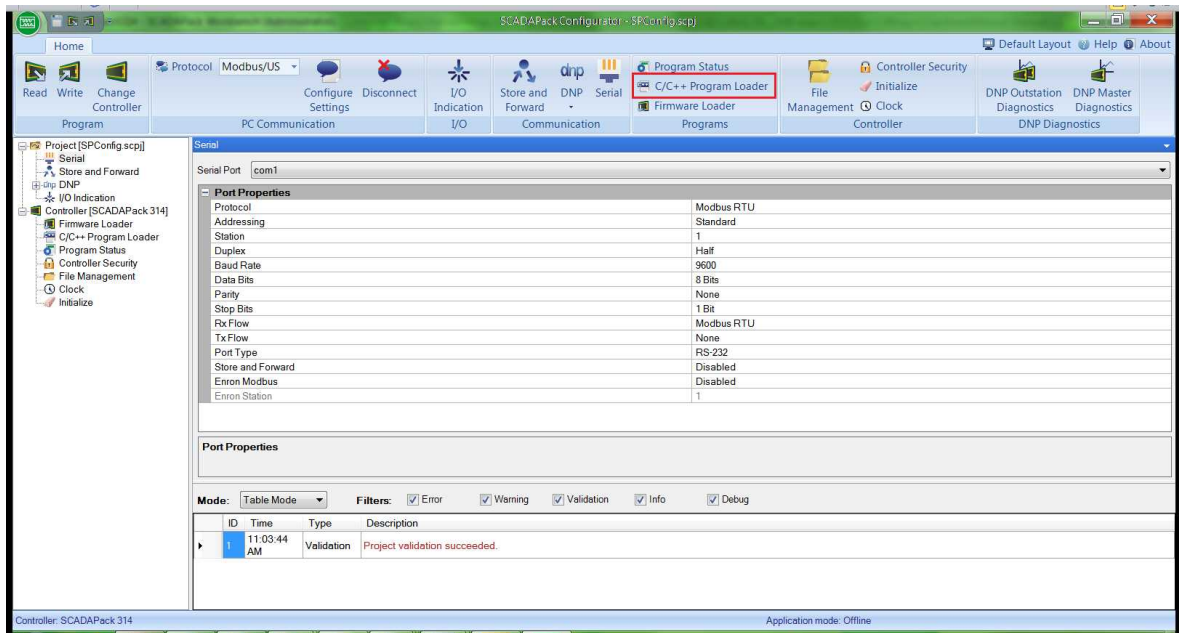 SCADAPack Configurator - SPConfig.scpj
Home
Default Layout Help About
Read Write Change Controller
Program
Protocol Modbus/US
Configure Settings
Disconnect
PC Communication
I/O Indication
I/O
Store and Forward
DNP
Serial
Communication
Program Status
C/C++ Program Loader
Firmware Loader
Programs
File Management
Controller Security
Initialize
Clock
Controller
DNP Outstation Diagnostics
DNP Master Diagnostics
DNP Diagnostics
Project [SPConfig.scpj]
Serial
Store and Forward
DNP
I/O Indication
Controller [SCADAPack 314]
Firmware Loader
C/C++ Program Loader
Program Status
Controller Security
File Management
Clock
Initialize
Serial
Serial Port com1
Port Properties
Protocol Modbus RTU
Addressing Standard
Station 1
Duplex Half
Baud Rate 9600
Data Bits 8 Bits
Parity None
Stop Bits 1 Bit
Rx Flow Modbus RTU
Tx Flow None
Port Type RS-232
Store and Forward Disabled
Enron Modbus Disabled
Enron Station 1
Port Properties
Mode: Table Mode Filters: Error Warning Validation Info Debug
ID Time Type Description
1 11:03:44 AM Validation Project validation succeeded.
Controller: SCADAPack 314
Application mode: Offline